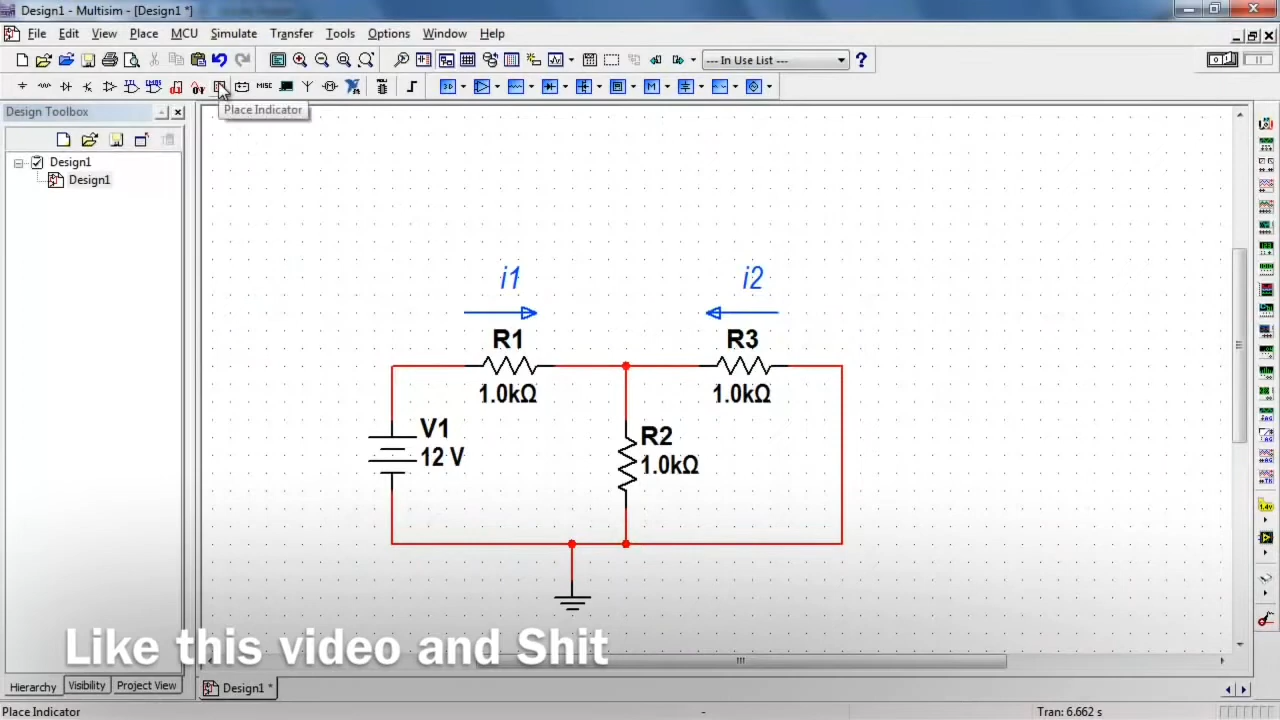 Design1 - Multisim - [Design1 *]
File Edit View Place MCU Simulate Transfer Tools Options Window Help
--- In Use List ---
MISC
Place Indicator
Design Toolbox
Design1
Design1
i1 i2
R1 R3
1.0kΩ 1.0kΩ
V1
12 V
R2
1.0kΩ
Like this video and Shit
Hierarchy Visibility Project View
Design1 *
Place Indicator - Tran: 6.662 s